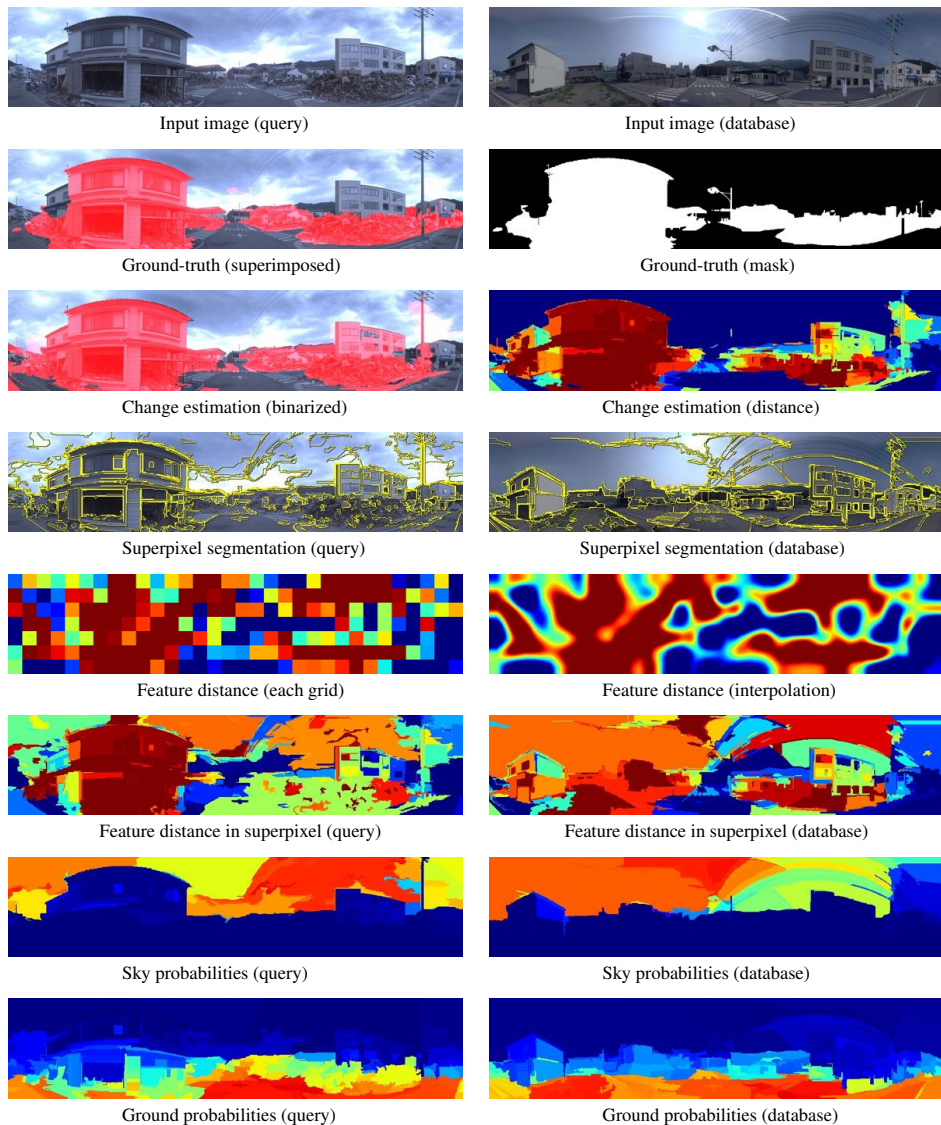 Input image (query)
Input image (database)
Ground-truth (superimposed)
Ground-truth (mask)
Change estimation (binarized)
Change estimation (distance)
Superpixel segmentation (query)
Superpixel segmentation (database)
Feature distance (each grid)
Feature distance (interpolation)
Feature distance in superpixel (query)
Feature distance in superpixel (database)
Sky probabilities (query)
Sky probabilities (database)
Ground probabilities (query)
Ground probabilities (database)